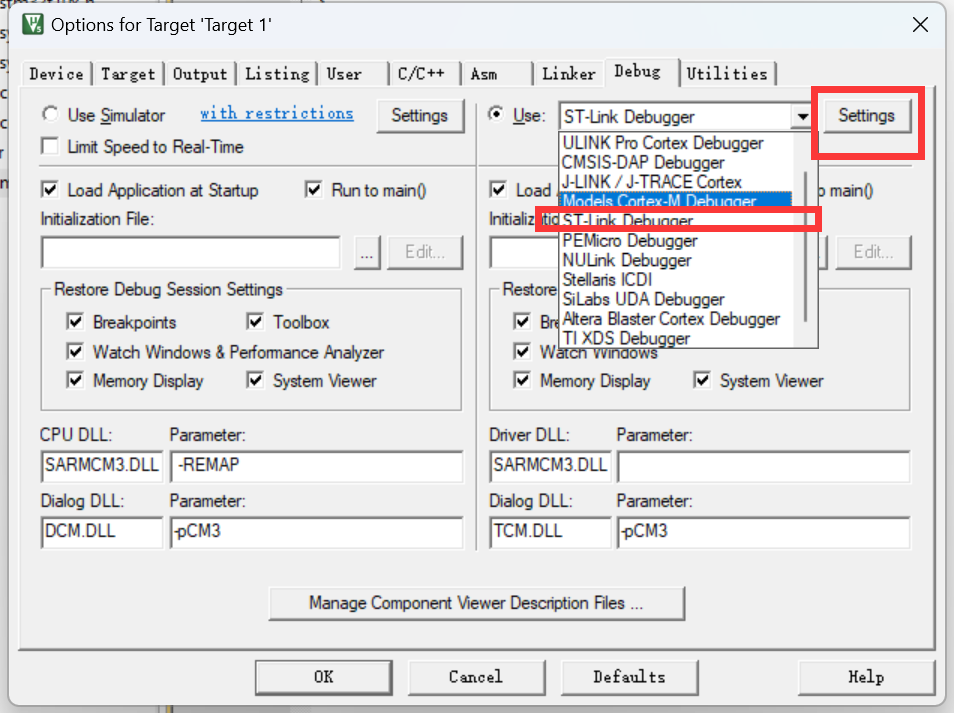 Options for Target 'Target 1'
Device Target Output Listing User C/C++ Asm Linker Debug Utilities
Use Simulator with restrictions Settings Use: ST-Link Debugger Settings
Limit Speed to Real-Time
ULINK Pro Cortex Debugger
CMSIS-DAP Debugger
J-LINK / J-TRACE Cortex
Models Cortex-M Debugger
ST-Link Debugger
PEMicro Debugger
NULink Debugger
Stellaris ICDI
SiLabs UDA Debugger
Altera Blaster Cortex Debugger
TI XDS Debugger
Load Application at Startup Run to main() Load main()
Initialization File:
... Edit... Edit...
Restore Debug Session Settings Restore
Breakpoints Toolbox
Watch Windows & Performance Analyzer Watch Windows
Memory Display System Viewer Memory Display System Viewer
CPU DLL: Parameter: Driver DLL: Parameter:
SARMCM3.DLL -REMAP SARMCM3.DLL
Dialog DLL: Parameter: Dialog DLL: Parameter:
DCM.DLL -pCM3 TCM.DLL -pCM3
Manage Component Viewer Description Files ...
OK Cancel Defaults Help